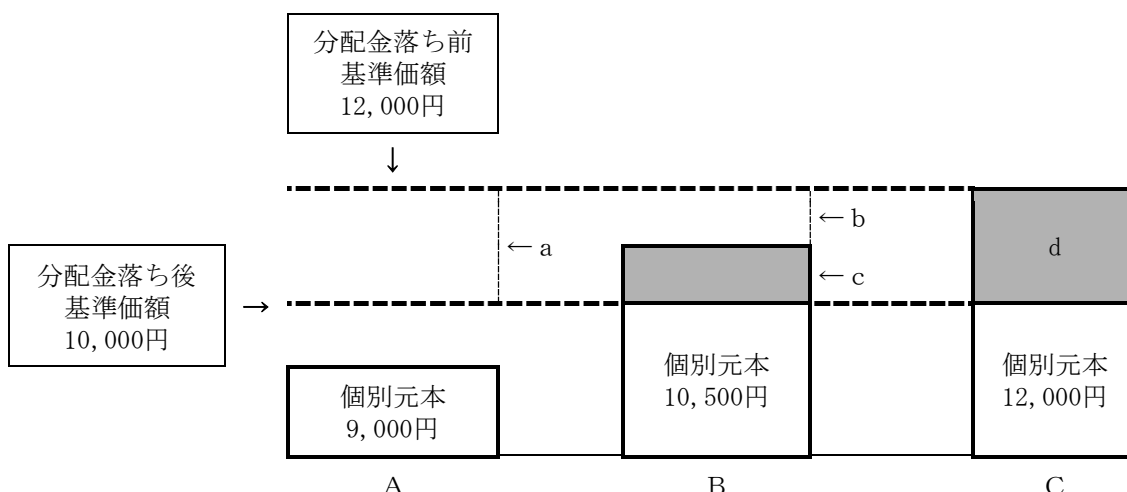 分配金落ち前
基準価額
12,000円
↓
←b
←a
d
分配金落ち後
基準価額
10,000円
→
←c
個別元本
10,500円
個別元本
12,000円
個別元本
9,000円
A
B
C